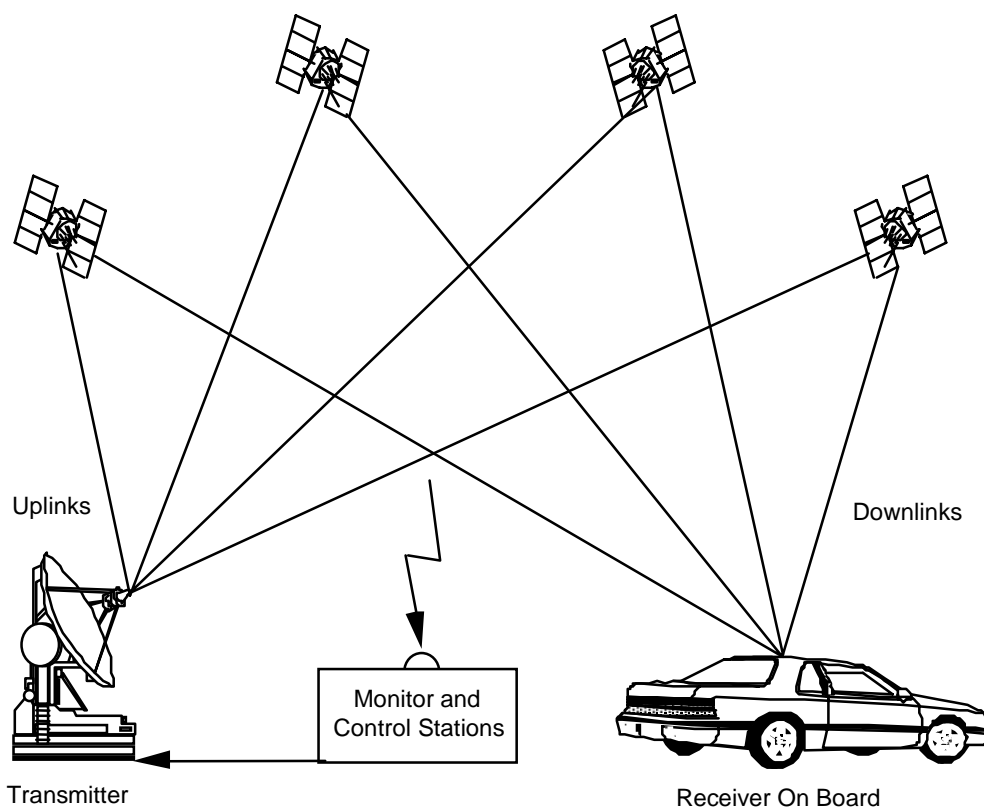 Uplinks
Downlinks
Monitor and
Control Stations
Transmitter
Receiver On Board